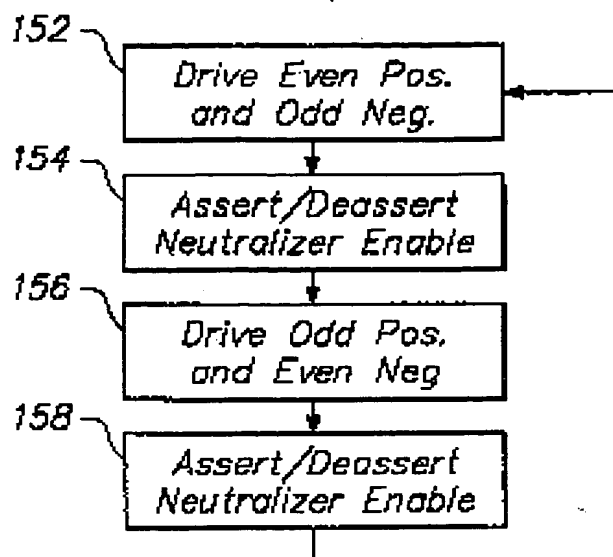 152
Drive Even Pos.
and Odd Neg.
154
Assert/Deassert
Neutralizer Enable
156
Drive Odd Pos.
and Even Neg
158
Assert/Deassert
Neutralizer Enable